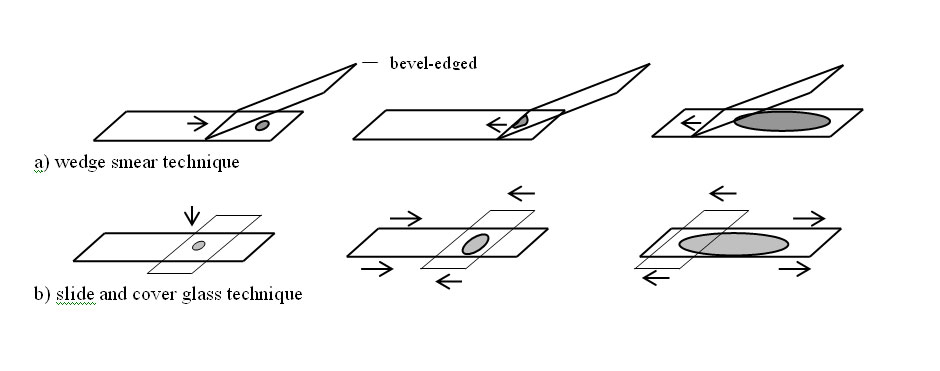 bevel-edged
a) wedge smear technique
b) slide and cover glass technique